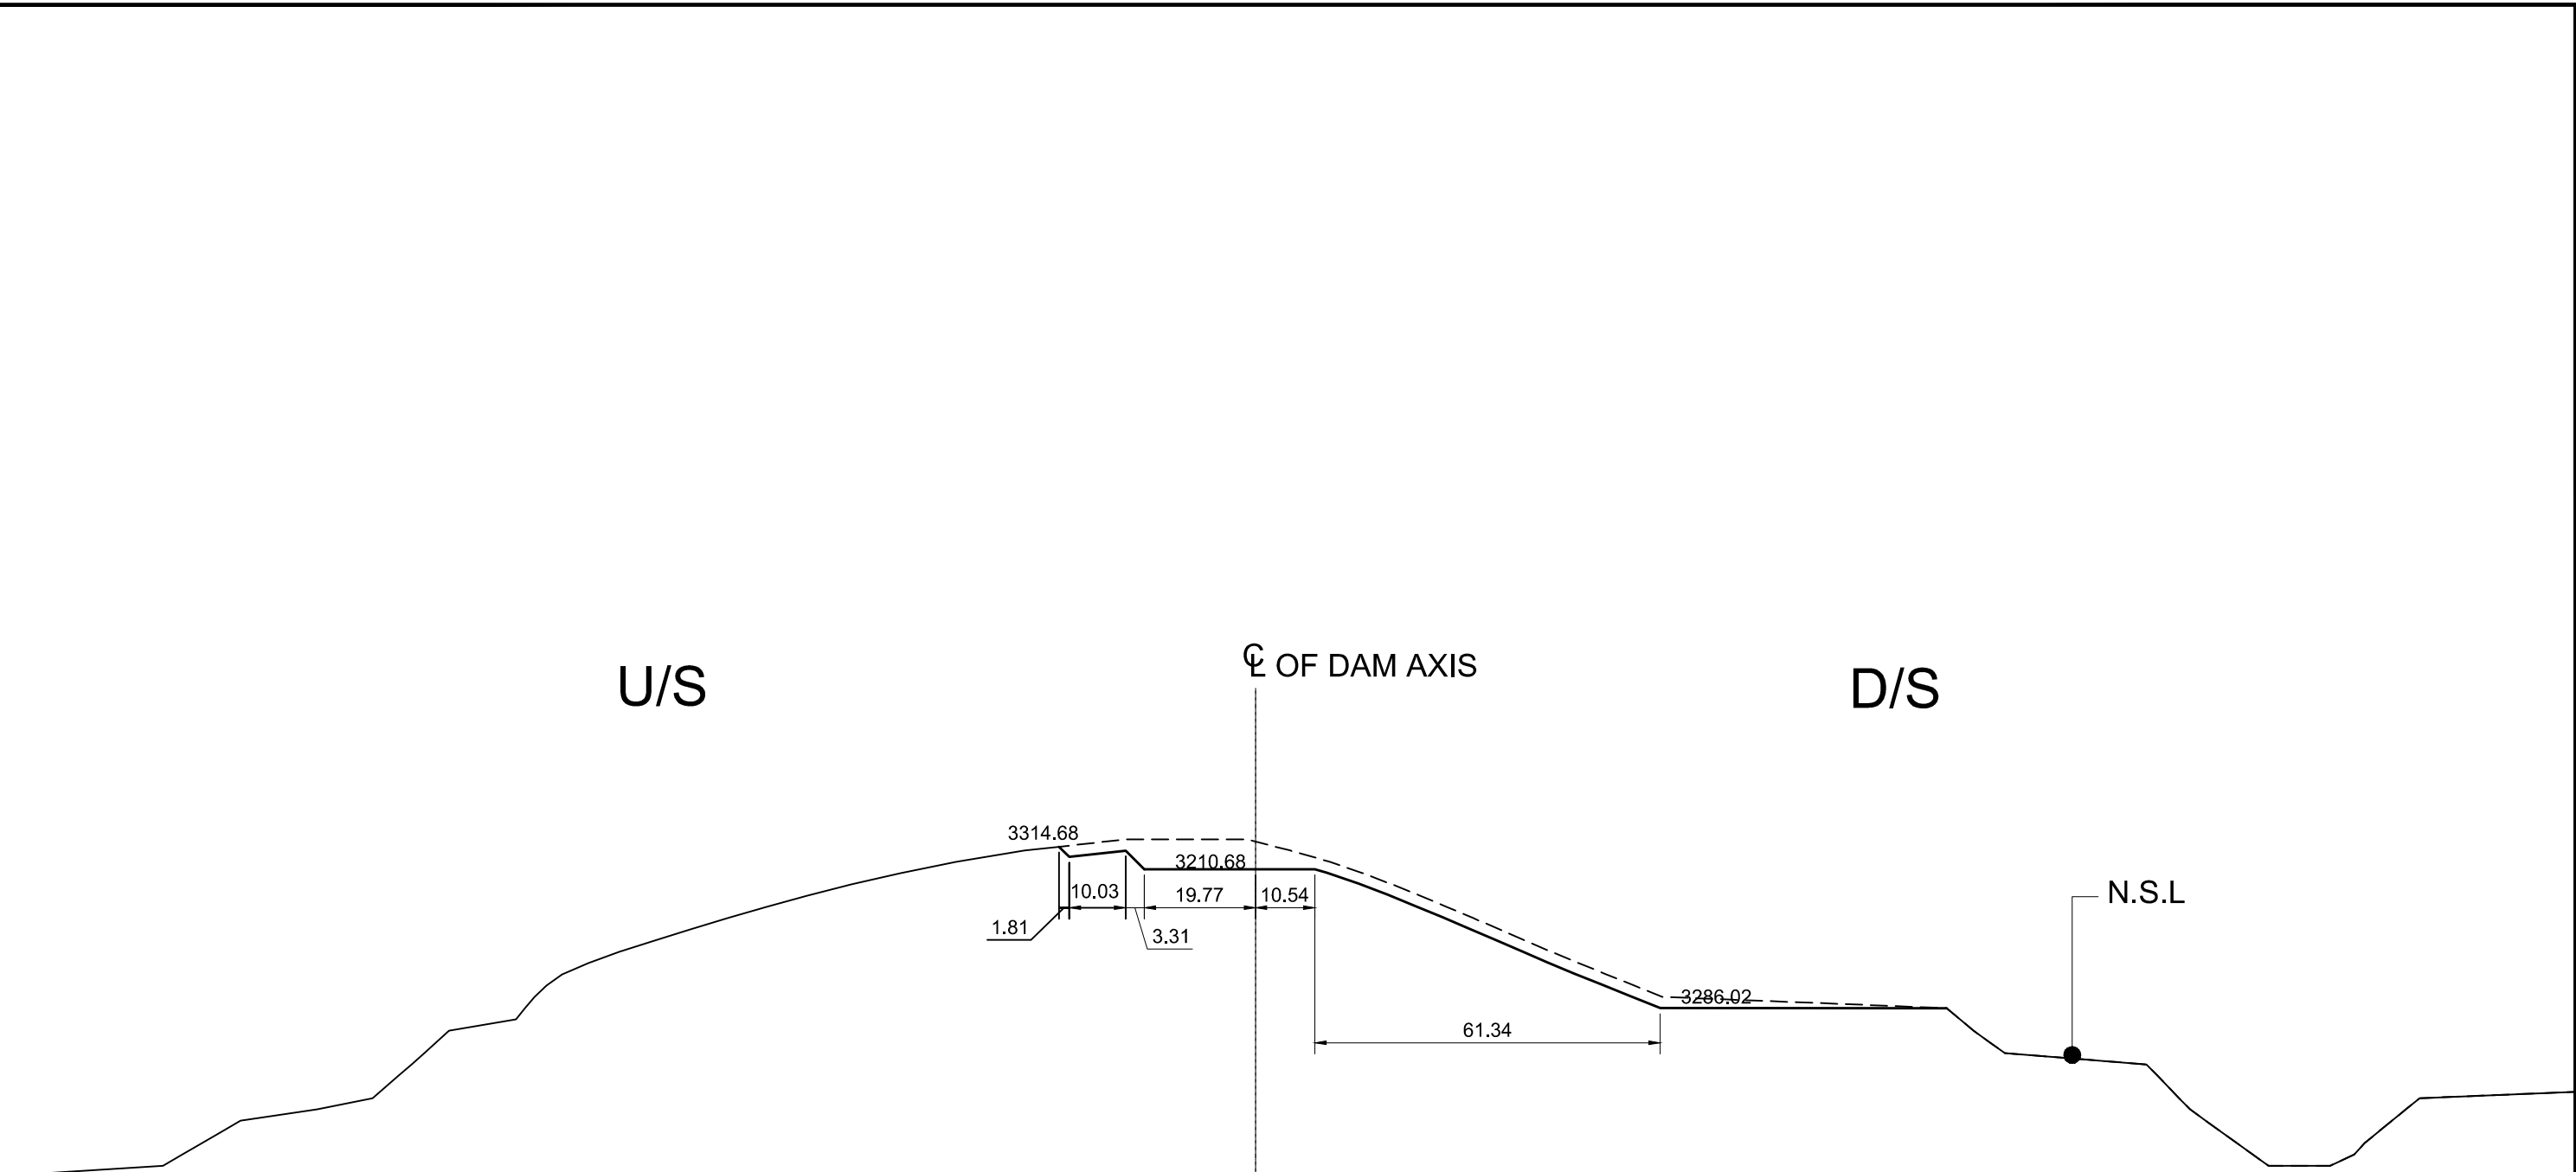 ℄ OF DAM AXIS
U/S
D/S
3314.68
3210.68
N.S.L
10.03
19.77
10.54
1.81
3.31
3286.02
61.34